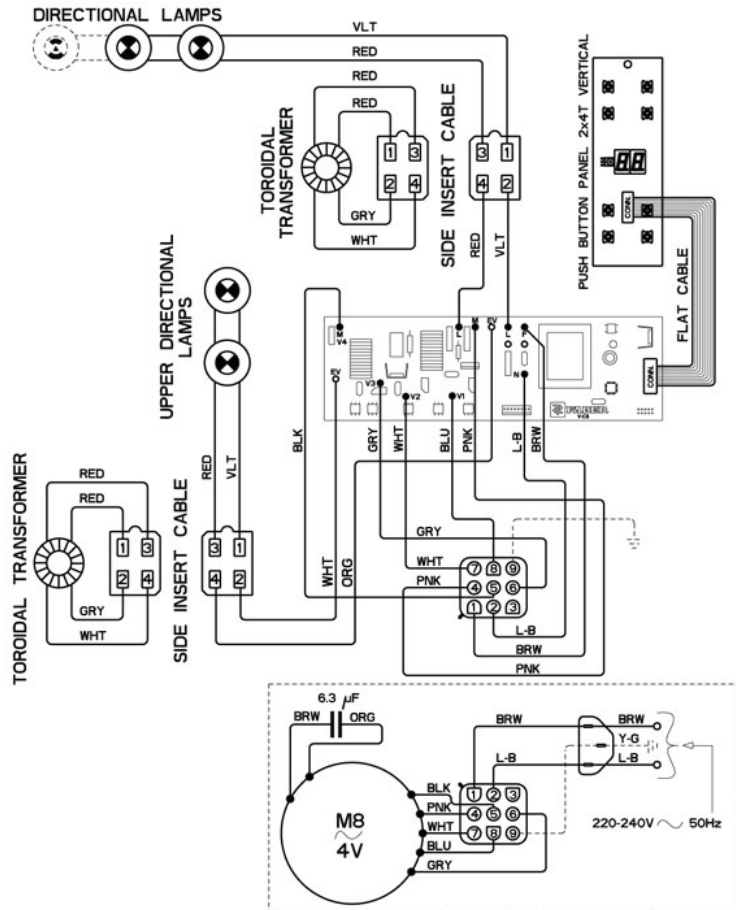 DIRECTIONAL LAMPS
VLT
RED
RED
RED
TOROIDAL
TRANSFORMER
1 3
2 4
GRY
WHT
SIDE INSERT CABLE
3 1
4 2
RED
VLT
PUSH BUTTON PANEL 2x4T VERTICAL
88
CONN.
FLAT CABLE
UPPER DIRECTIONAL
LAMPS
M
V4
EV
V3
V2
V1
L
M
EV
L
F
N
CONN.
FABER
BLK
GRY
WHT
BLU
PNK
L-B
BRW
RED
VLT
WHT
ORG
TOROIDAL TRANSFORMER
RED
RED
1 3
2 4
GRY
WHT
SIDE INSERT CABLE
3 1
4 2
GRY
WHT
PNK
7 8 9
4 5 6
1 2 3
L-B
BRW
PNK
6.3 µF
BRW
ORG
M8
4V
BLK
PNK
WHT
BLU
GRY
1 2 3
4 5 6
7 8 9
BRW
L-B
BRW
Y-G
L-B
220-240V ~ 50Hz